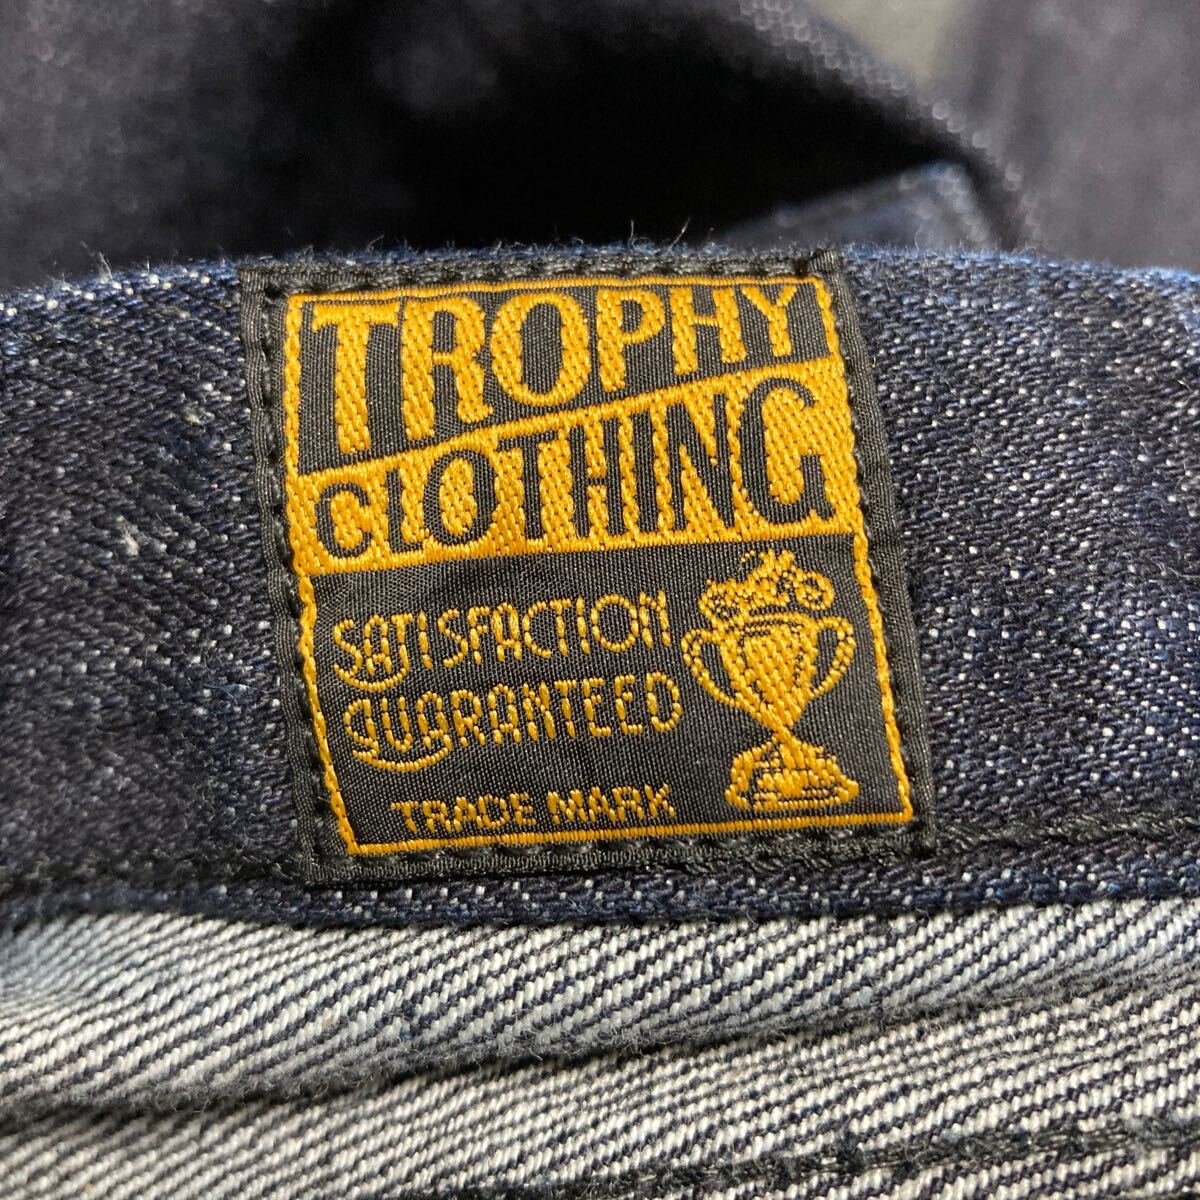 TROPHY
CLOTHING
SATISFACTION
GUARANTEED
TRADE MARK